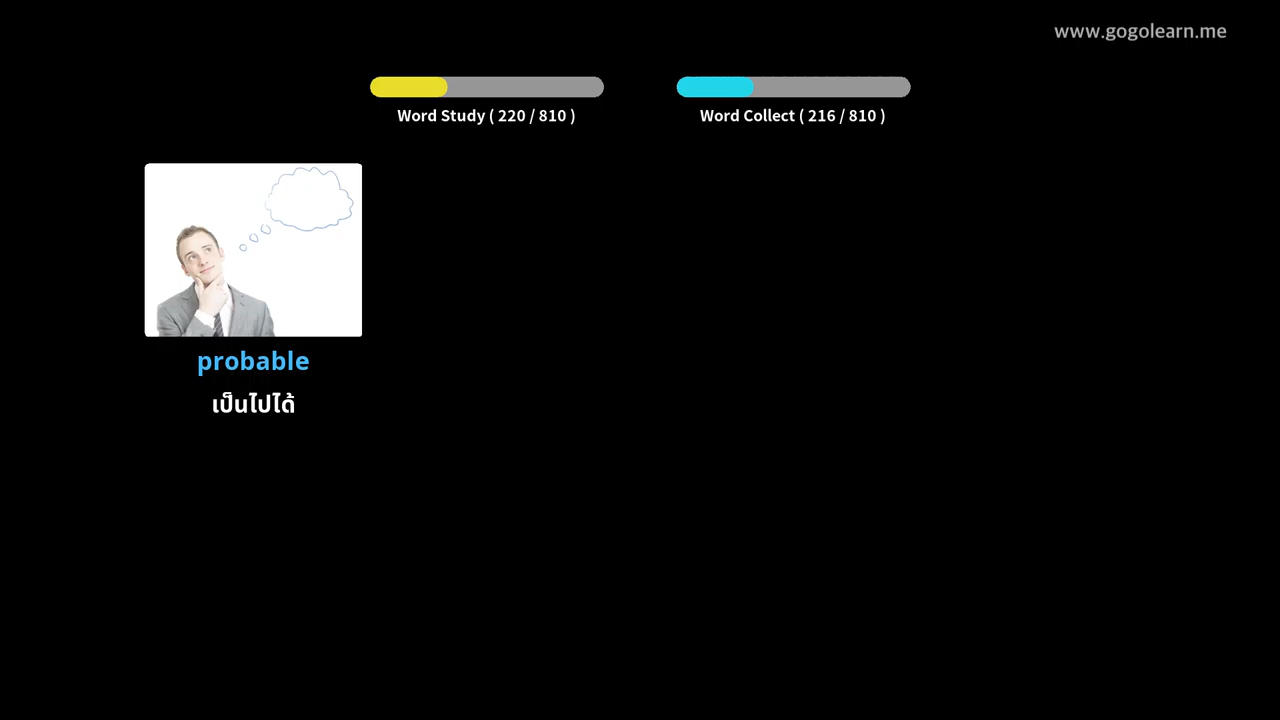 www.gogolearn.me
Word Study ( 220 / 810 )
Word Collect ( 216 / 810 )
probable
เป็นไปได้